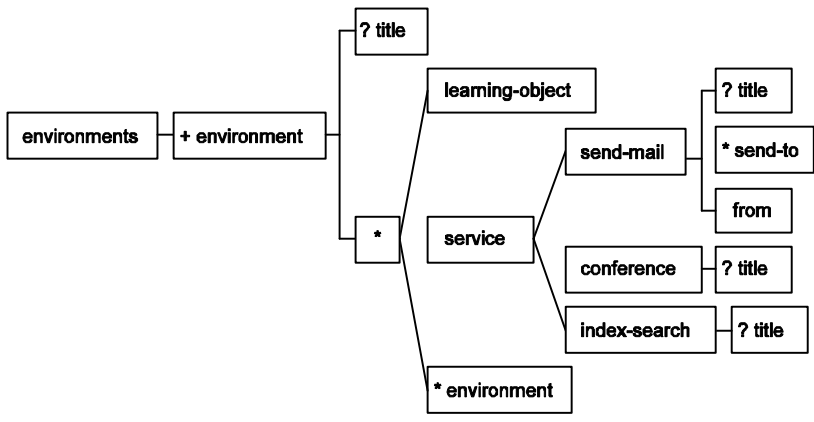 ? title
learning-object
? title
environments
+ environment
send-mail
* send-to
from
*
service
conference
? title
index-search
? title
* environment